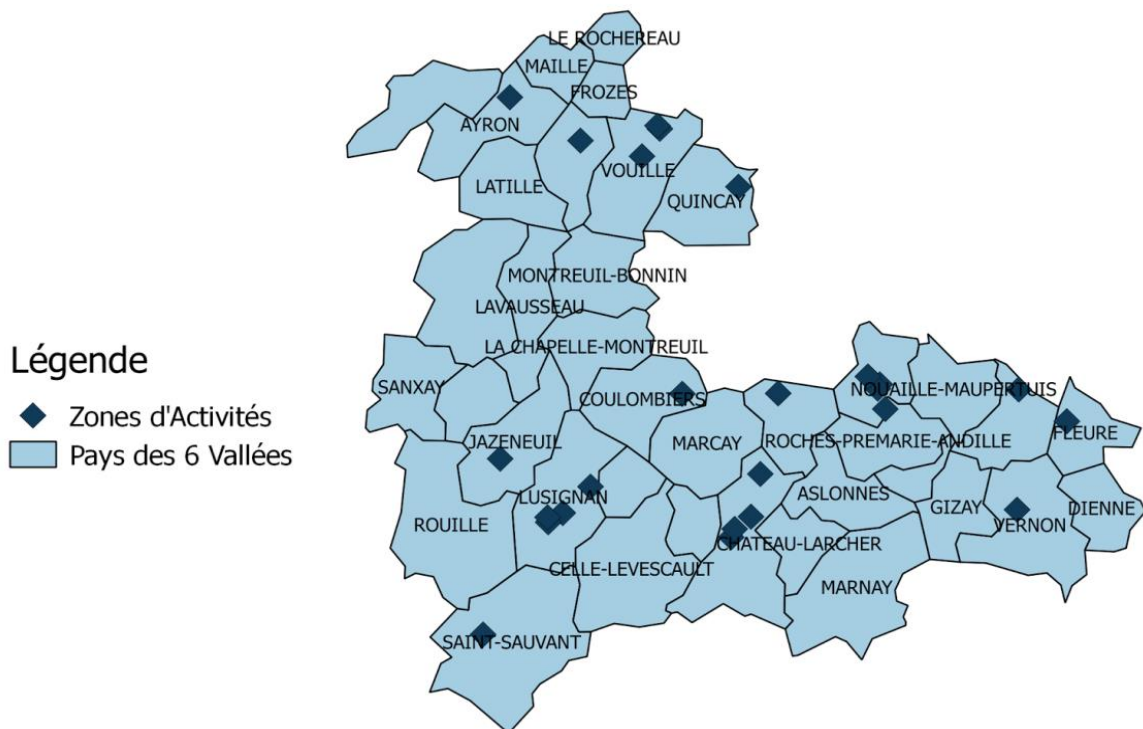 LE ROCHEREAU
MAILLE
FROZES
AYRON
VOUILLE
LATILLE
QUINCAY
MONTREUIL-BONNIN
LAVAUSSEAU
LA CHAPELLE-MONTREUIL
Légende
SANXAY
NOUAILLE-MAUPERTUIS
COULOMBIERS
Zones d'Activités
JAZENEUIL
MARCAY
ROCHES-PREMARIE-ANDILLE
FLEURE
Pays des 6 Vallées
LUSIGNAN
ASLONNES
ROUILLE
GIZAY
VERNON
DIENNE
CHATEAU-LARCHER
CELLE-LEVESCAULT
MARNAY
SAINT-SAUVANT